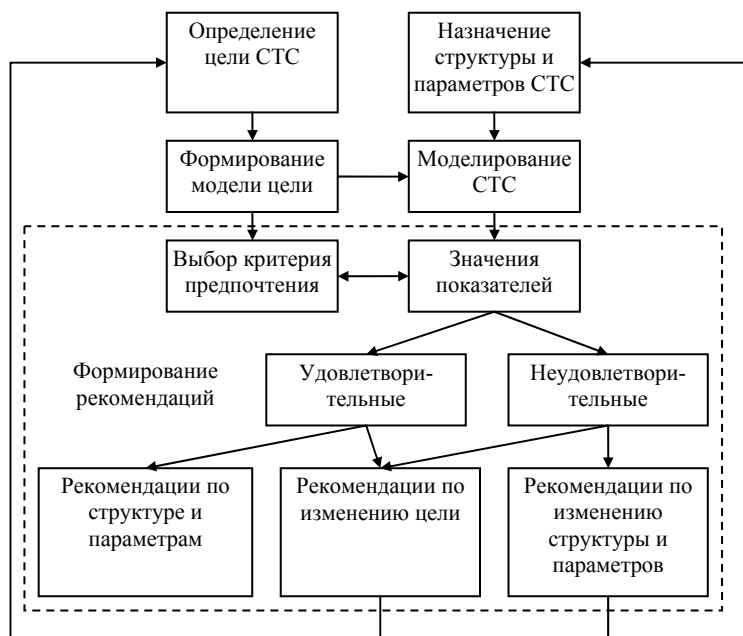 Определение
цели СТС
Назначение
структуры и
параметров СТС
Формирование
модели цели
Моделирование
СТС
Выбор критерия
предпочтения
Значения
показателей
Формирование
рекомендаций
Удовлетвори-
тельные
Неудовлетвори-
тельные
Рекомендации по
структуре и
параметрам
Рекомендации по
изменению цели
Рекомендации по
изменению
структуры и
параметров